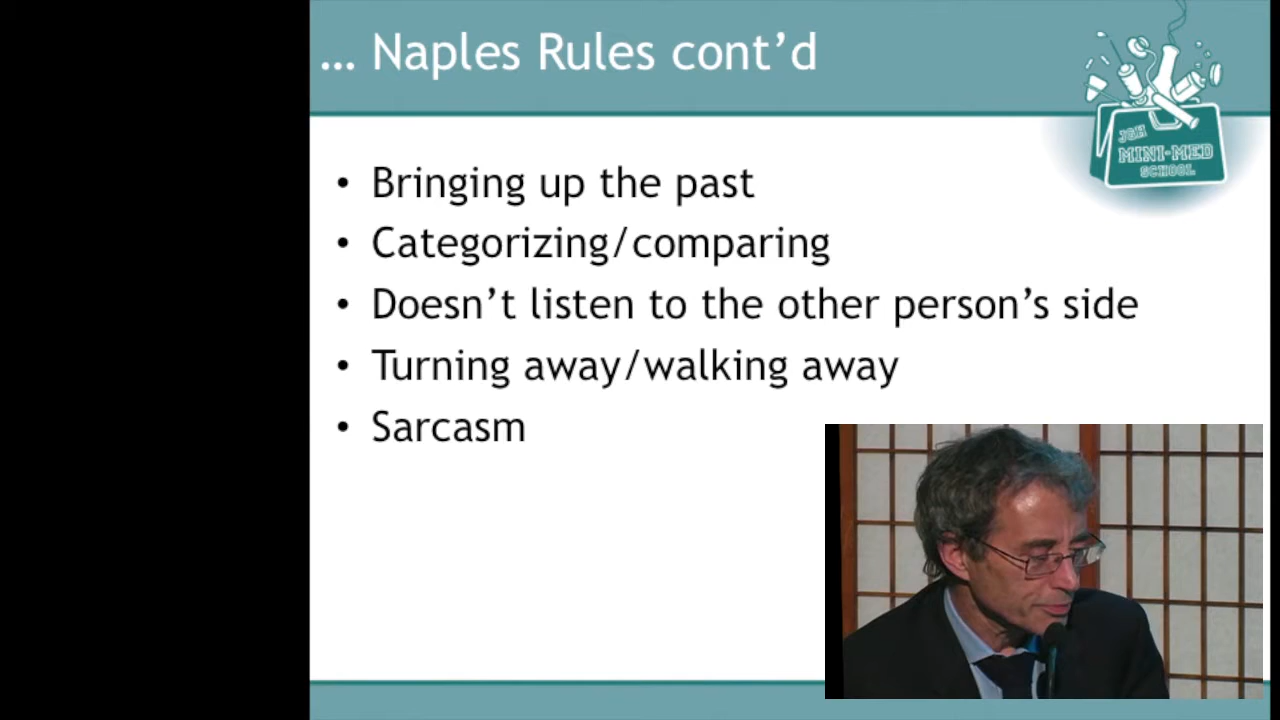 ... Naples Rules cont’d
JGH
MINI-MED
SCHOOL
• Bringing up the past
• Categorizing/comparing
• Doesn’t listen to the other person’s side
• Turning away/walking away
• Sarcasm